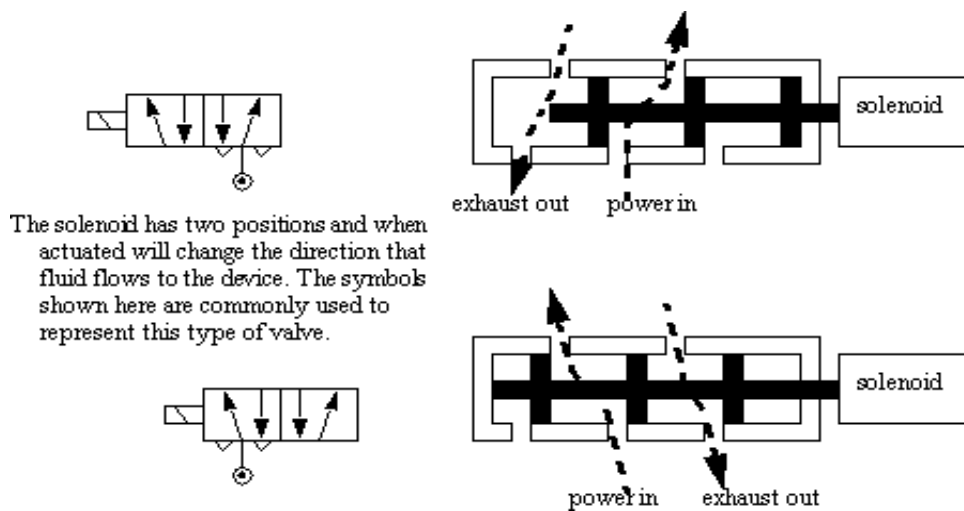 solenoid
exhaust out power in
The solenoid has two positions and when
actuated will change the direction that
fluid flows to the device. The symbols
shown here are commonly used to
represent this type of valve.
solenoid
power in exhaust out